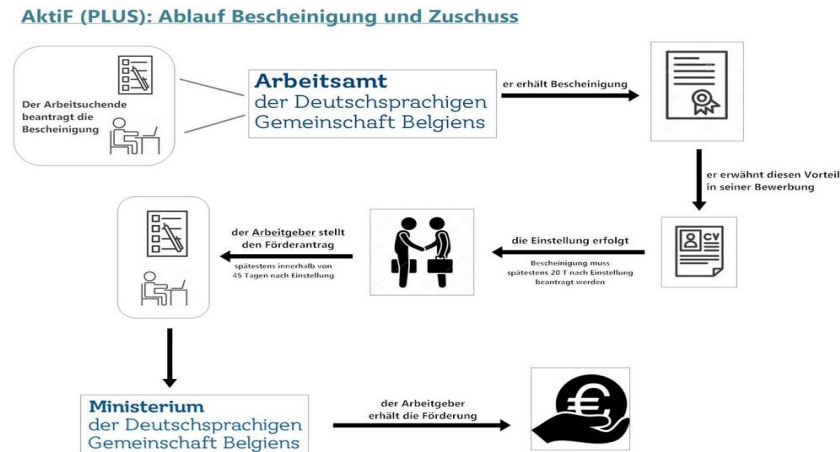 AktiF (PLUS): Ablauf Bescheinigung und Zuschuss
Der Arbeitsuchende
beantragt die
Bescheinigung
Arbeitsamt
der Deutschsprachigen
Gemeinschaft Belgiens
er erhält Bescheinigung
er erwähnt diesen Vorteil
in seiner Bewerbung
CV
die Einstellung erfolgt
Bescheinigung muss
spätestens 20 T nach Einstellung
beantragt werden
der Arbeitgeber stellt
den Förderantrag
spätestens innerhalb von
45 Tagen nach Einstellung
Ministerium
der Deutschsprachigen
Gemeinschaft Belgiens
der Arbeitgeber
erhält die Förderung
€